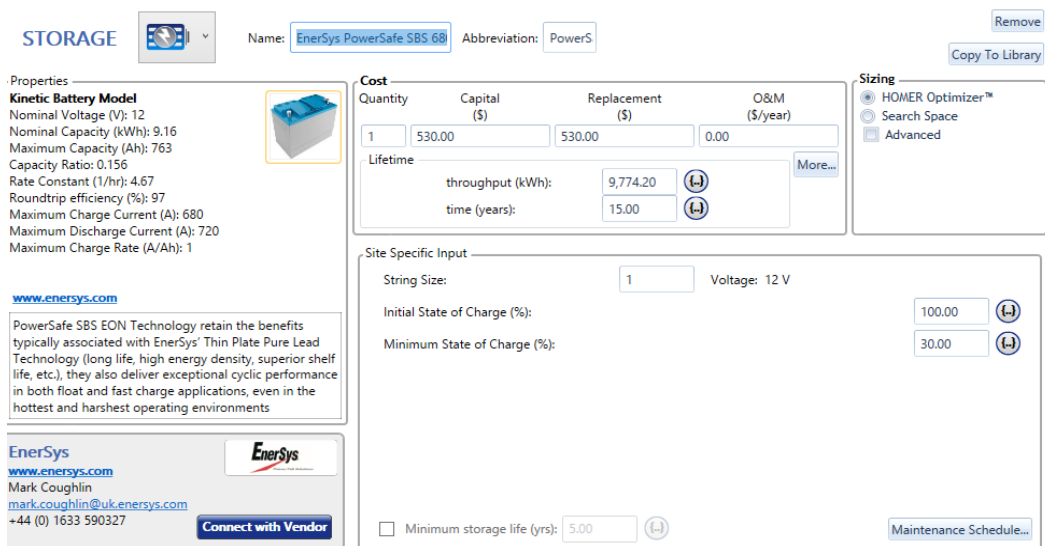 STORAGE
Name: EnerSys PowerSafe SBS 68 Abbreviation: PowerS
Remove
Copy To Library
Properties
Kinetic Battery Model
Nominal Voltage (V): 12
Nominal Capacity (kWh): 9.16
Maximum Capacity (Ah): 763
Capacity Ratio: 0.156
Rate Constant (1/hr): 4.67
Roundtrip efficiency (%): 97
Maximum Charge Current (A): 680
Maximum Discharge Current (A): 720
Maximum Charge Rate (A/Ah): 1
www.enersys.com
PowerSafe SBS EON Technology retain the benefits
typically associated with EnerSys' Thin Plate Pure Lead
Technology (long life, high energy density, superior shelf
life, etc.), they also deliver exceptional cyclic performance
in both float and fast charge applications, even in the
hottest and harshest operating environments
EnerSys
www.enersys.com
Mark Coughlin
mark.coughlin@uk.enersys.com
+44 (0) 1633 590327
EnerSys
Connect with Vendor
Cost
Quantity Capital ($) Replacement ($) O&M ($/year)
1 530.00 530.00 0.00
Lifetime
throughput (kWh): 9,774.20 {..}
time (years): 15.00 {..}
More...
Sizing
HOMER Optimizer™
Search Space
Advanced
Site Specific Input
String Size: 1 Voltage: 12 V
Initial State of Charge (%): 100.00 {..}
Minimum State of Charge (%): 30.00 {..}
Minimum storage life (yrs): 5.00 {..}
Maintenance Schedule...